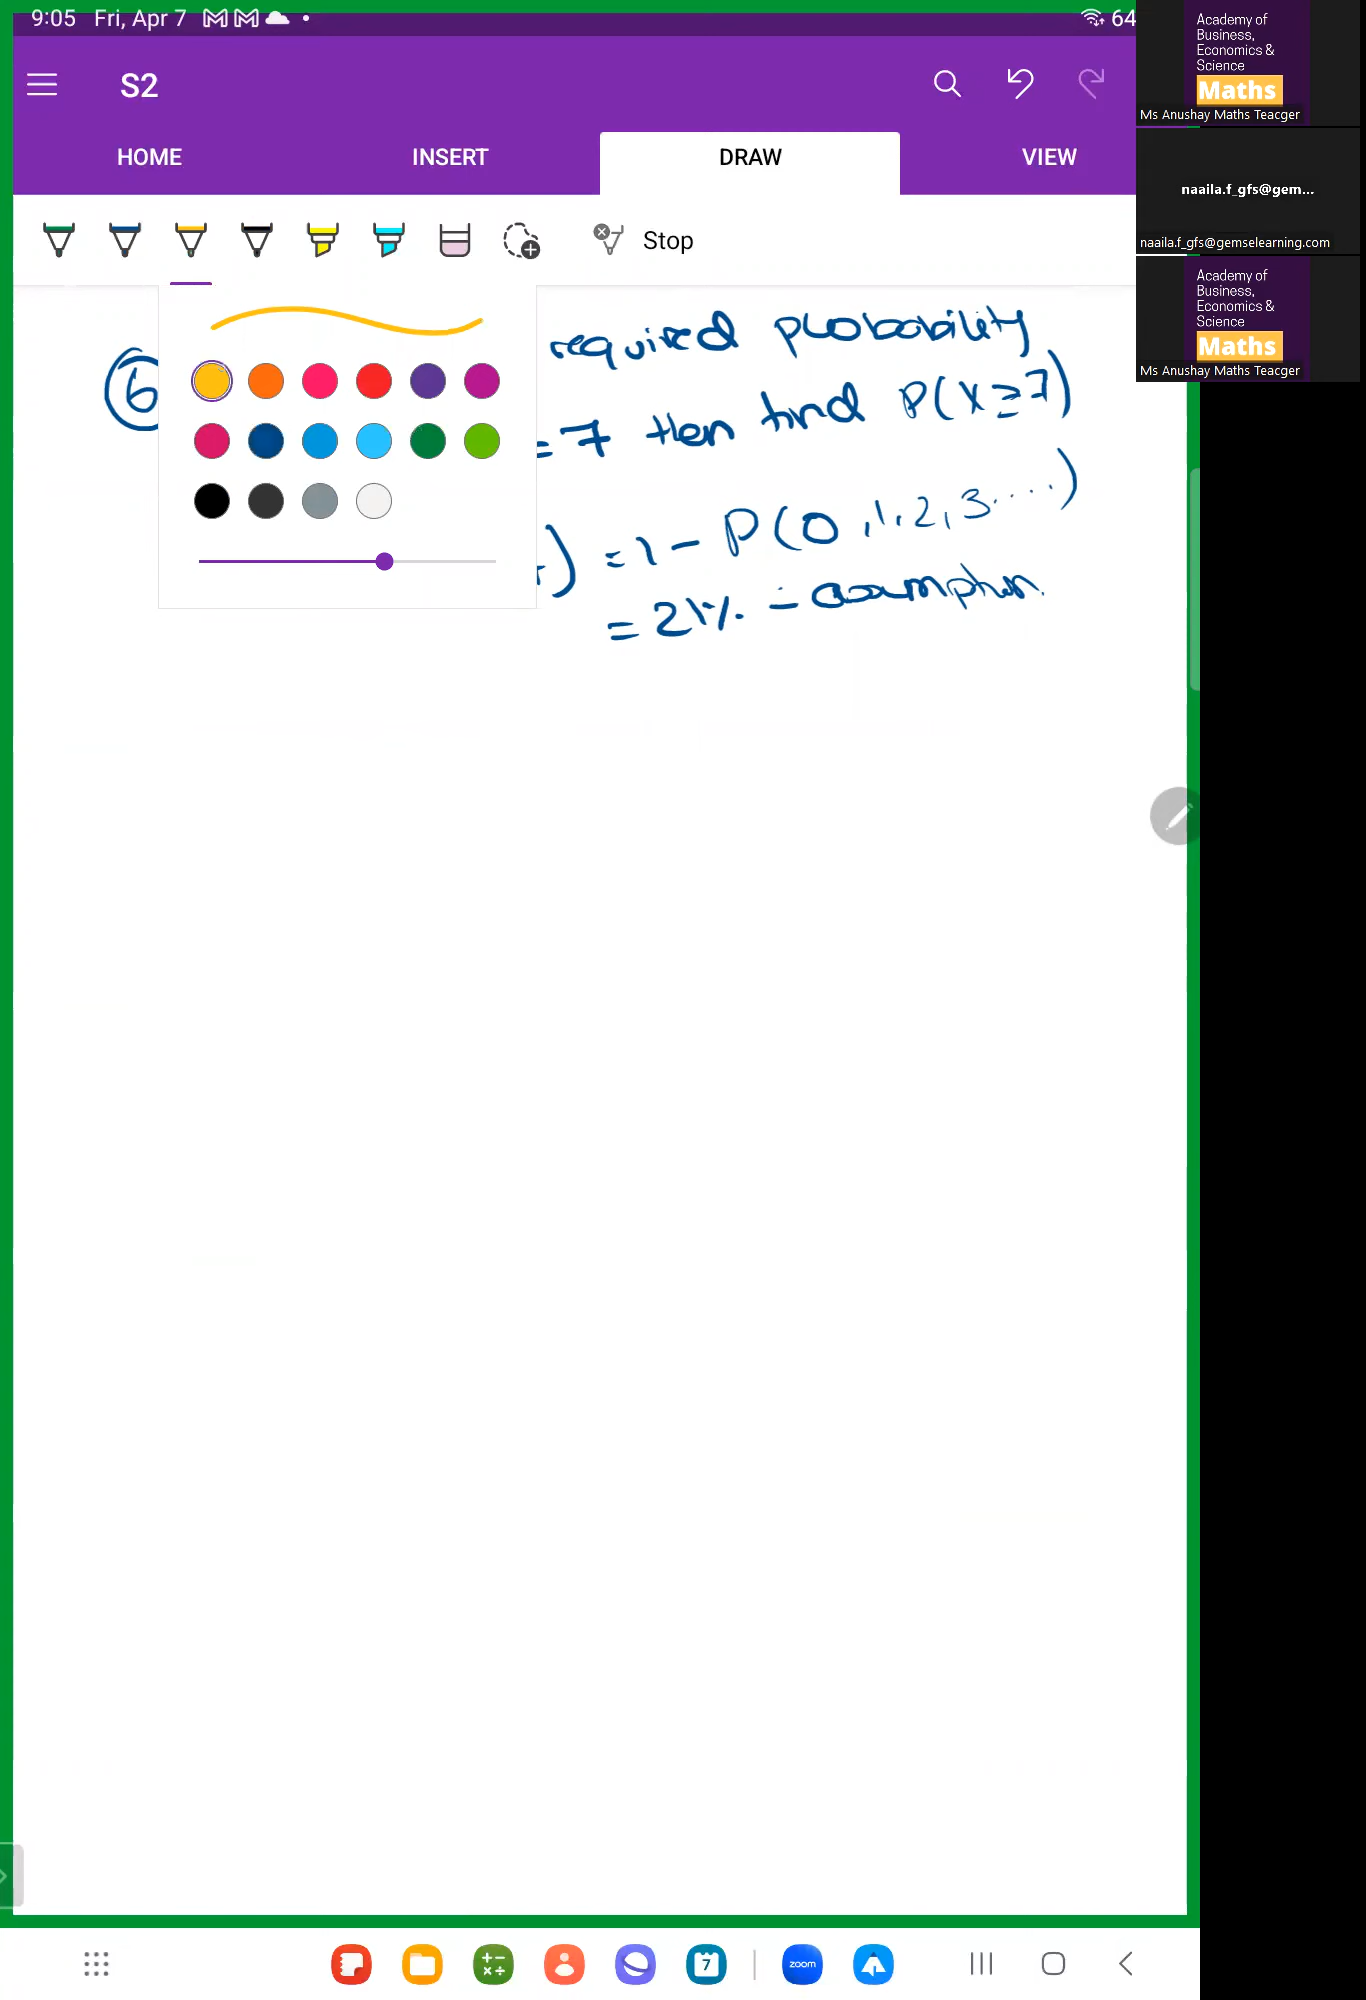 9:05 Fri, Apr 7
64
S2
HOME INSERT DRAW VIEW
Stop
Academy of
Business,
Economics &
Science
Maths
Ms Anushay Maths Teacger
naaila.f_gfs@gem...
naaila.f_gfs@gemselearning.com
Academy of
Business,
Economics &
Science
Maths
Ms Anushay Maths Teacger
6 required probability
=7 then find P(X≥7)
) = 1 - P(0,1,2,3....)
= 21% - assumption.
7
zoom